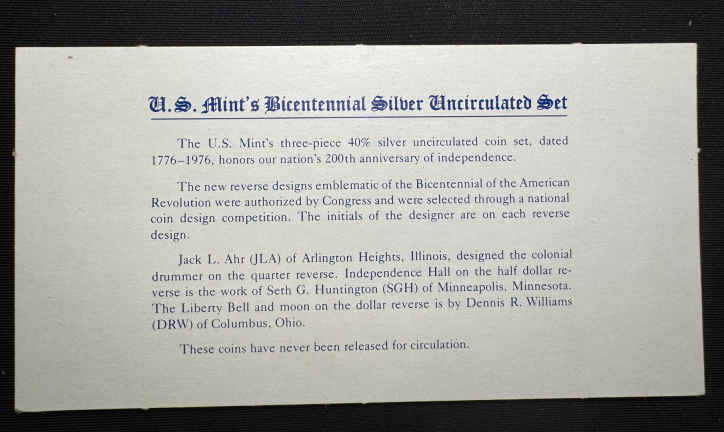 U.S. Mint's Bicentennial Silver Uncirculated Set
The U.S. Mint's three-piece 40% silver uncirculated coin set, dated
1776–1976, honors our nation's 200th anniversary of independence.
The new reverse designs emblematic of the Bicentennial of the American
Revolution were authorized by Congress and were selected through a national
coin design competition. The initials of the designer are on each reverse
design.
Jack L. Ahr (JLA) of Arlington Heights, Illinois, designed the colonial
drummer on the quarter reverse. Independence Hall on the half dollar re-
verse is the work of Seth G. Huntington (SGH) of Minneapolis, Minnesota.
The Liberty Bell and moon on the dollar reverse is by Dennis R. Williams
(DRW) of Columbus, Ohio.
These coins have never been released for circulation.